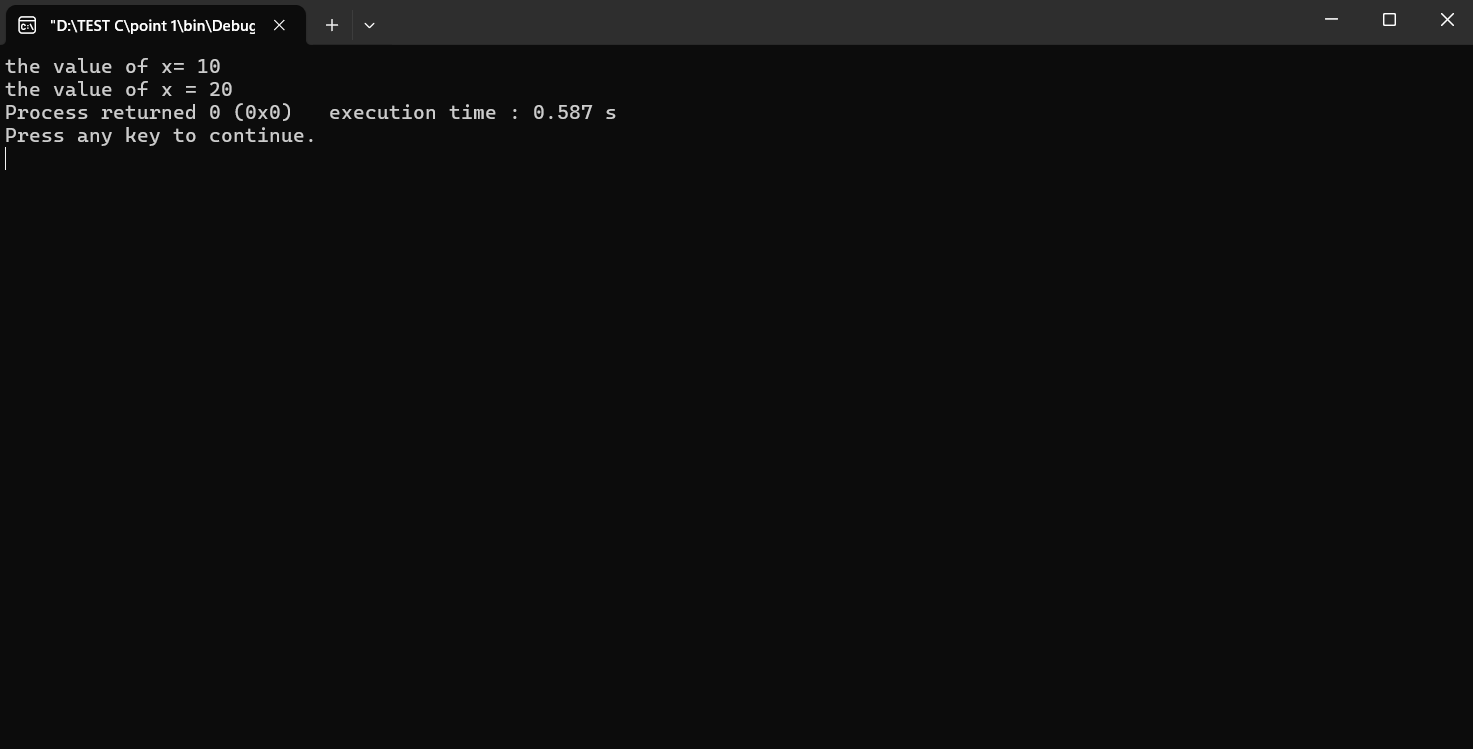 "D:\TEST C\point 1\bin\Debug
the value of x= 10
the value of x = 20
Process returned 0 (0x0)   execution time : 0.587 s
Press any key to continue.